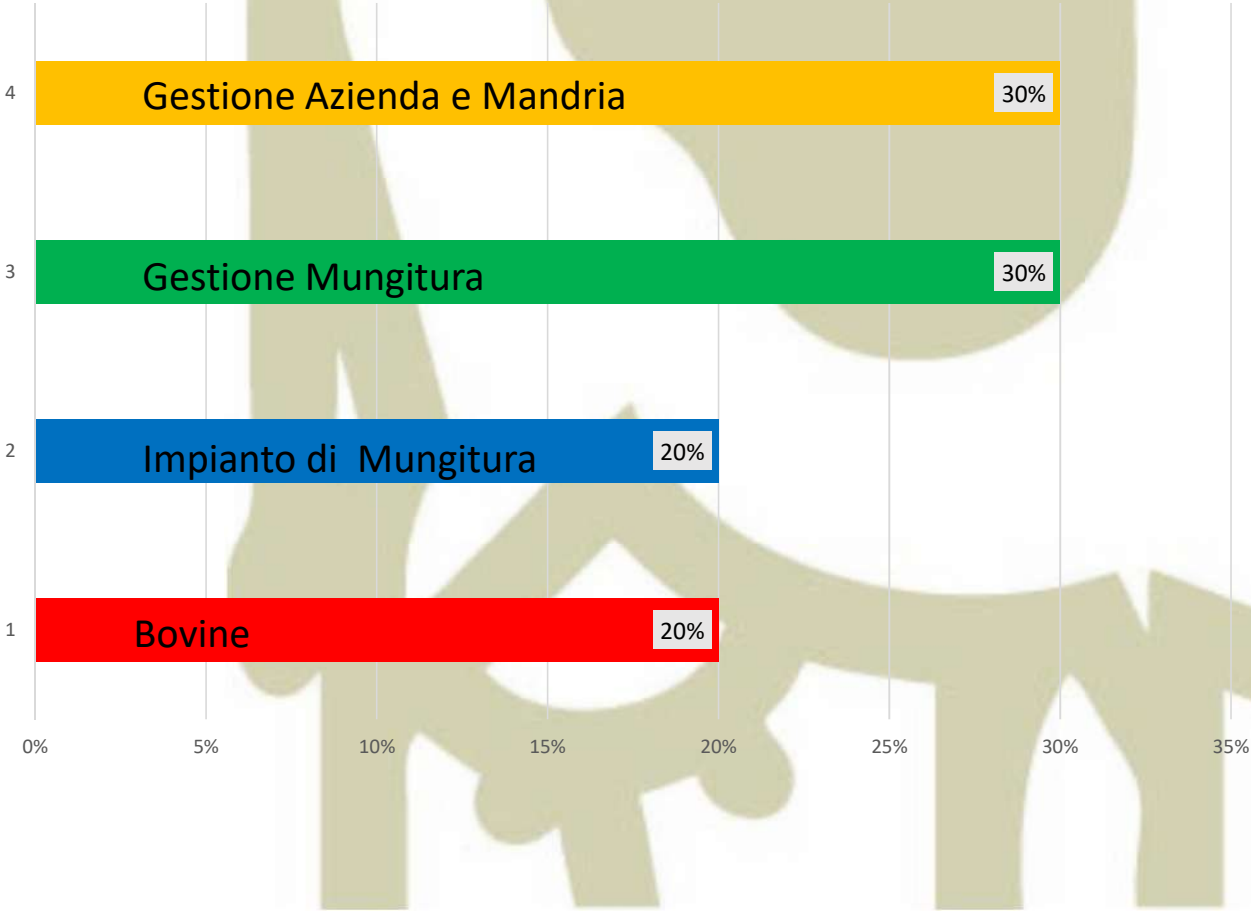 4
Gestione Azienda e Mandria
30%
3
Gestione Mungitura
30%
2
Impianto di  Mungitura
20%
1
Bovine
20%
0% 5% 10% 15% 20% 25% 30% 35%